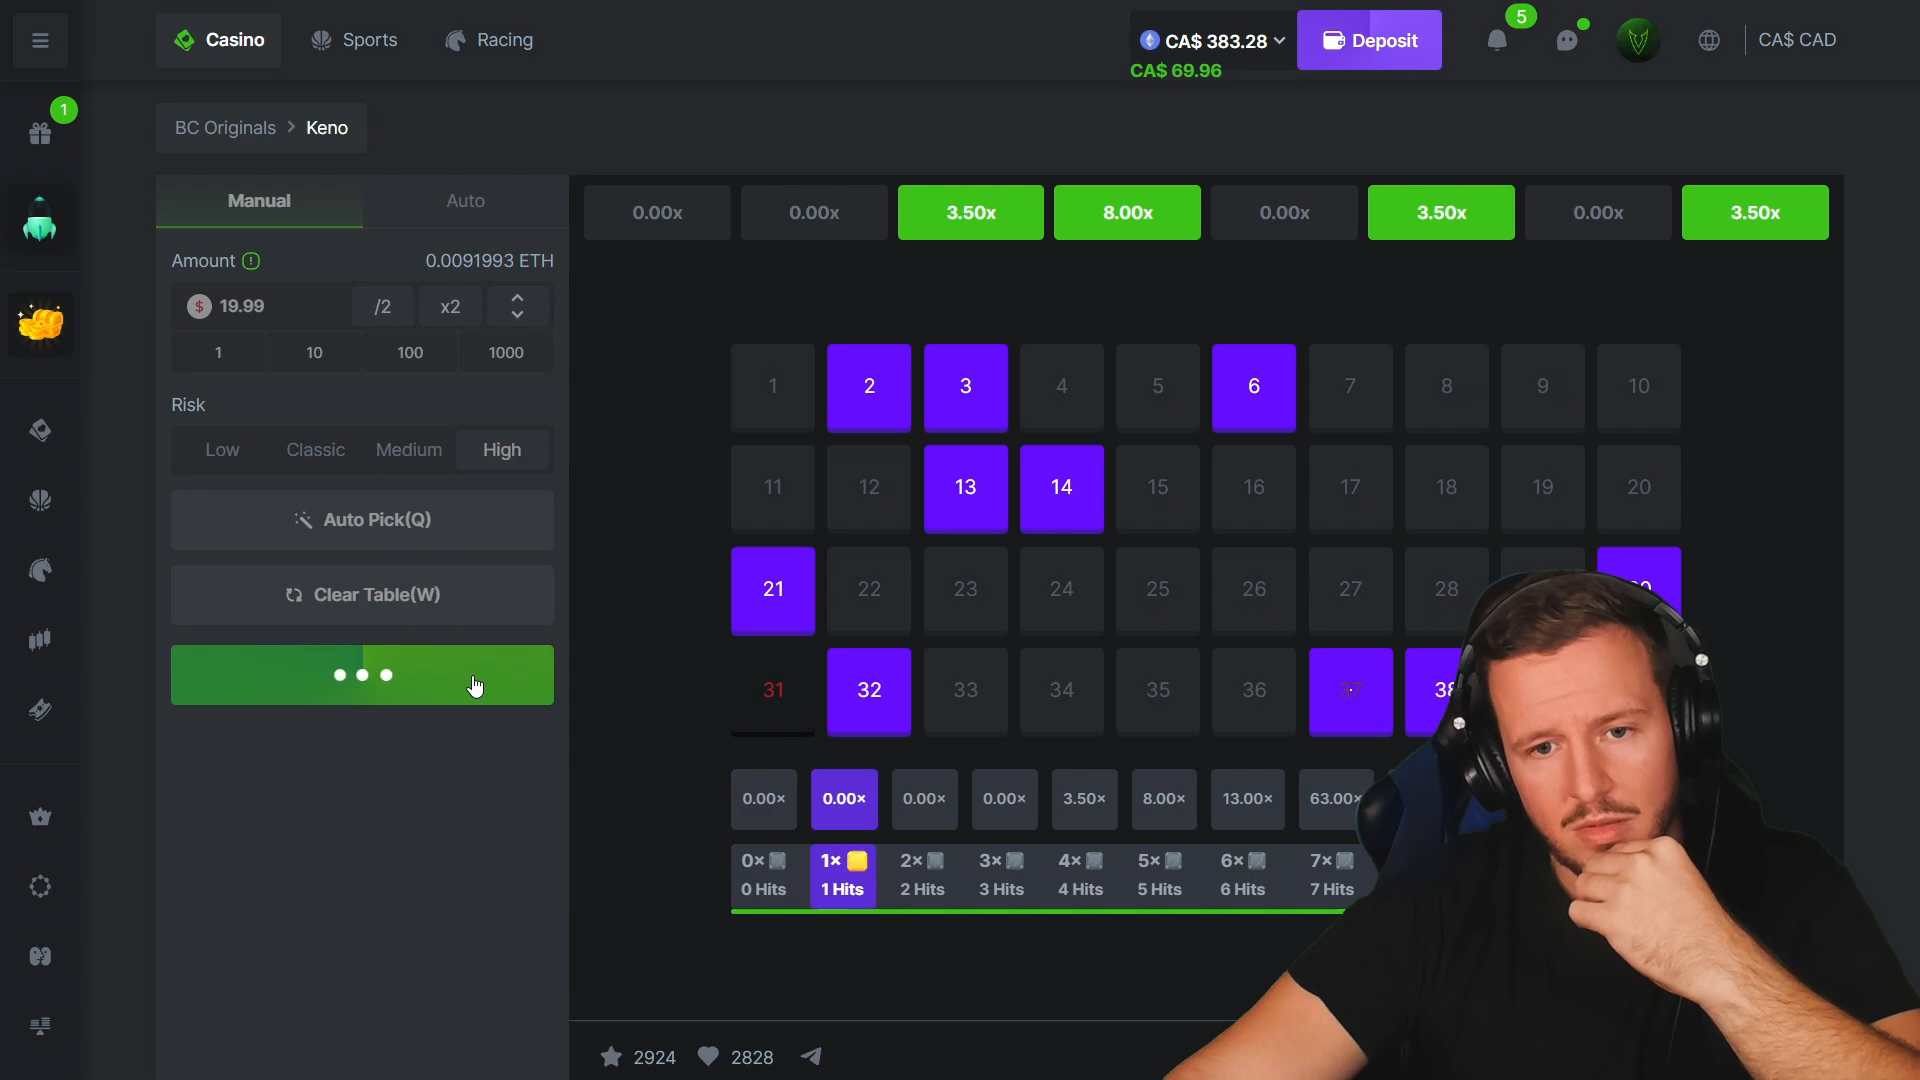 Casino
Sports
Racing
CA$ 383.28
CA$ 69.96
Deposit
5
CA$ CAD
1
BC Originals > Keno
Manual
Auto
0.00x
0.00x
3.50x
8.00x
0.00x
3.50x
0.00x
3.50x
Amount
0.0091993 ETH
$ 19.99
/2
x2
1
10
100
1000
Risk
Low
Classic
Medium
High
Auto Pick(Q)
Clear Table(W)
1 2 3 4 5 6 7 8 9 10
11 12 13 14 15 16 17 18 19 20
21 22 23 24 25 26 27 28
31 32 33 34 35 36 37 38
0.00× 0.00× 0.00× 0.00× 3.50× 8.00× 13.00× 63.00×
0× 1× 2× 3× 4× 5× 6× 7×
0 Hits 1 Hits 2 Hits 3 Hits 4 Hits 5 Hits 6 Hits 7 Hits
2924
2828